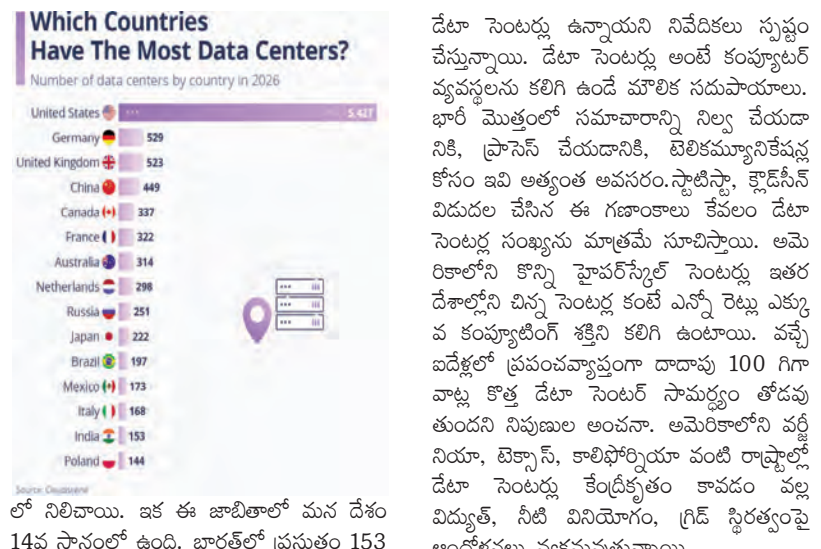 Which Countries
Have The Most Data Centers?
Number of data centers by country in 2026
United States 5,427
Germany 529
United Kingdom 523
China 449
Canada 337
France 322
Australia 314
Netherlands 298
Russia 251
Japan 222
Brazil 197
Mexico 173
Italy 168
India 153
Poland 144
Source: Cloudscene
లో నిలిచాయి. ఇక ఈ జాబితాలో మన దేశం
14వ స్థానంలో ఉంది. భారత్‌లో ప్రస్తుతం 153
డేటా సెంటర్లు ఉన్నాయని నివేదికలు స్పష్టం
చేస్తున్నాయి. డేటా సెంటర్లు అంటే కంప్యూటర్
వ్యవస్థలను కలిగి ఉండే మౌలిక సదుపాయాలు.
భారీ మొత్తంలో సమాచారాన్ని నిల్వ చేయడా
నికి, ప్రాసెస్ చేయడానికి, టెలికమ్యూనికేషన్ల
కోసం ఇవి అత్యంత అవసరం.స్టాటిస్టా, క్లౌడ్‌సీన్
విడుదల చేసిన ఈ గణాంకాలు కేవలం డేటా
సెంటర్ల సంఖ్యను మాత్రమే సూచిస్తాయి. అమె
రికాలోని కొన్ని హైపర్‌స్కేల్ సెంటర్లు ఇతర
దేశాల్లోని చిన్న సెంటర్ల కంటే ఎన్నో రెట్లు ఎక్కు
వ కంప్యూటింగ్ శక్తిని కలిగి ఉంటాయి. వచ్చే
ఐదేళ్లలో ప్రపంచవ్యాప్తంగా దాదాపు 100 గిగా
వాట్ల కొత్త డేటా సెంటర్ సామర్థ్యం తోడవు
తుందని నిపుణుల అంచనా. అమెరికాలోని వర్జీ
నియా, టెక్సాస్, కాలిఫోర్నియా వంటి రాష్ట్రాల్లో
డేటా సెంటర్లు కేంద్రీకృతం కావడం వల్ల
విద్యుత్, నీటి వినియోగం, గ్రిడ్ స్థిరత్వంపై